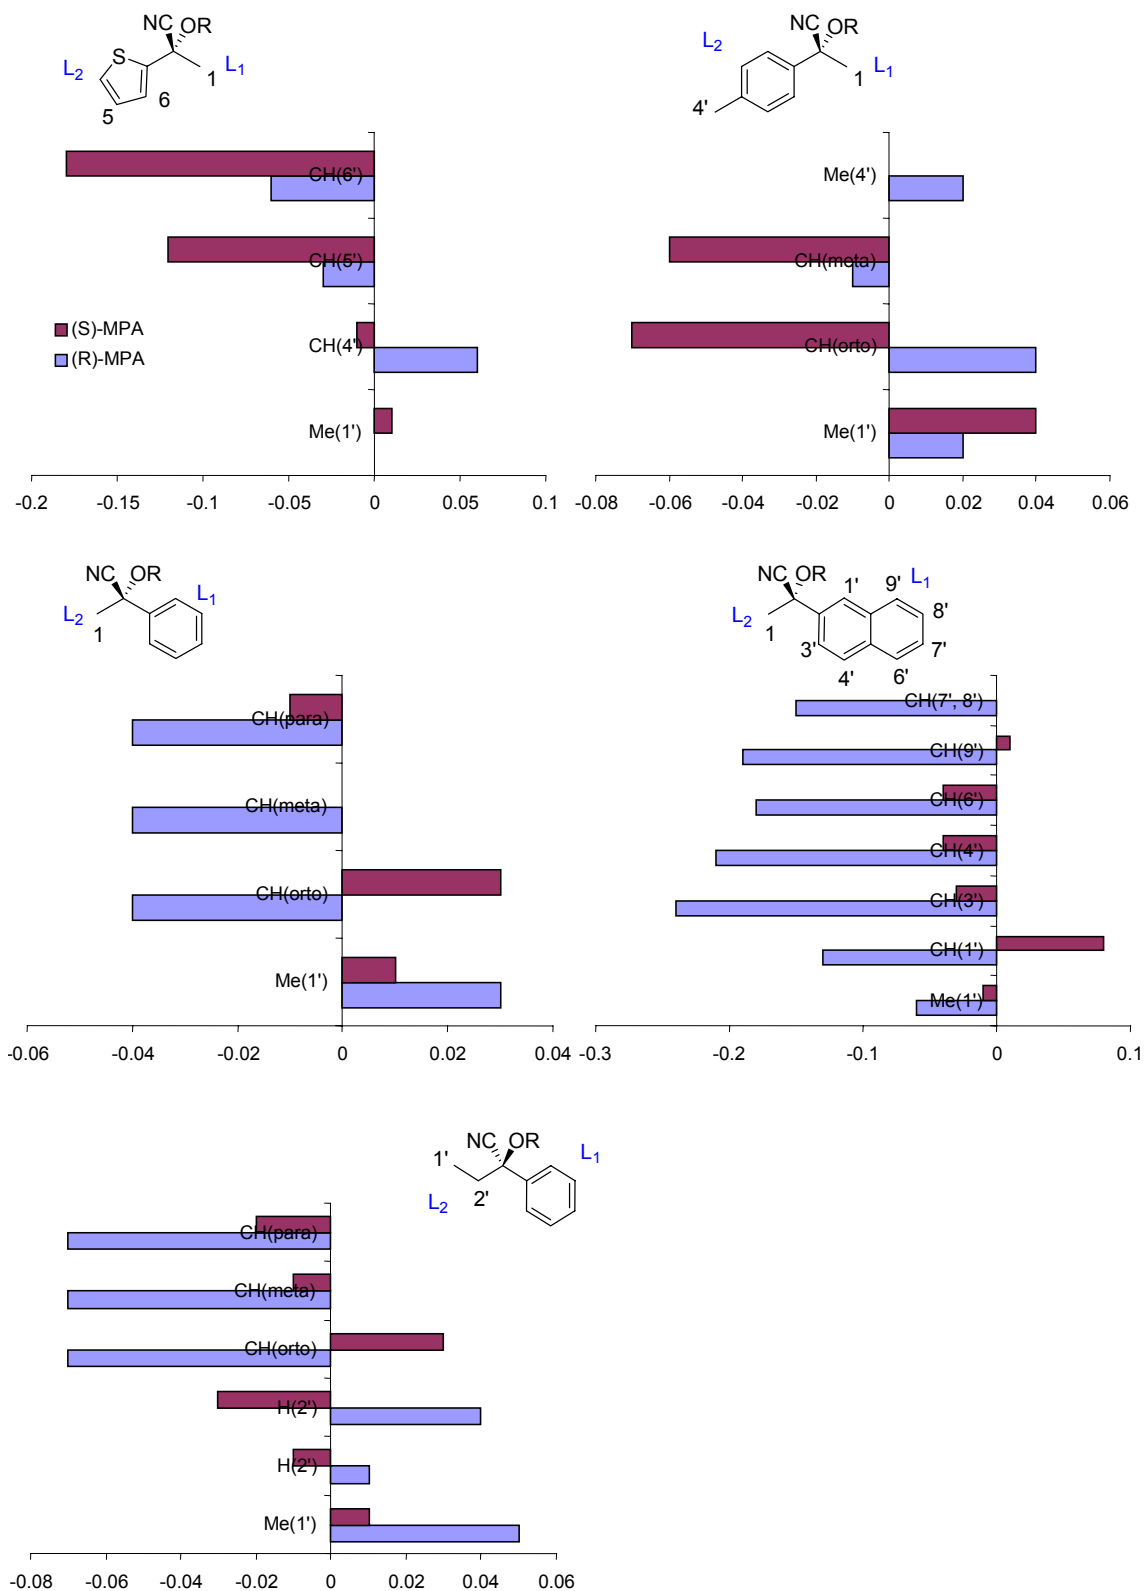 NC
OR
S
L2
L1
1
5
6
CH(6')
CH(5')
CH(4')
Me(1')
(S)-MPA
(R)-MPA
-0.2 -0.15 -0.1 -0.05 0 0.05 0.1
NC
OR
L2
L1
1
4'
Me(4')
CH(meta)
CH(orto)
Me(1')
-0.08 -0.06 -0.04 -0.02 0 0.02 0.04 0.06
NC
OR
L2
L1
1
CH(para)
CH(meta)
CH(orto)
Me(1')
-0.06 -0.04 -0.02 0 0.02 0.04
NC
OR
1'
9'
L1
L2
8'
1
3'
7'
4'
6'
CH(7', 8')
CH(9')
CH(6')
CH(4')
CH(3')
CH(1')
Me(1')
-0.3 -0.2 -0.1 0 0.1
NC
OR
1'
L1
L2
2'
CH(para)
CH(meta)
CH(orto)
H(2')
H(2')
Me(1')
-0.08 -0.06 -0.04 -0.02 0 0.02 0.04 0.06